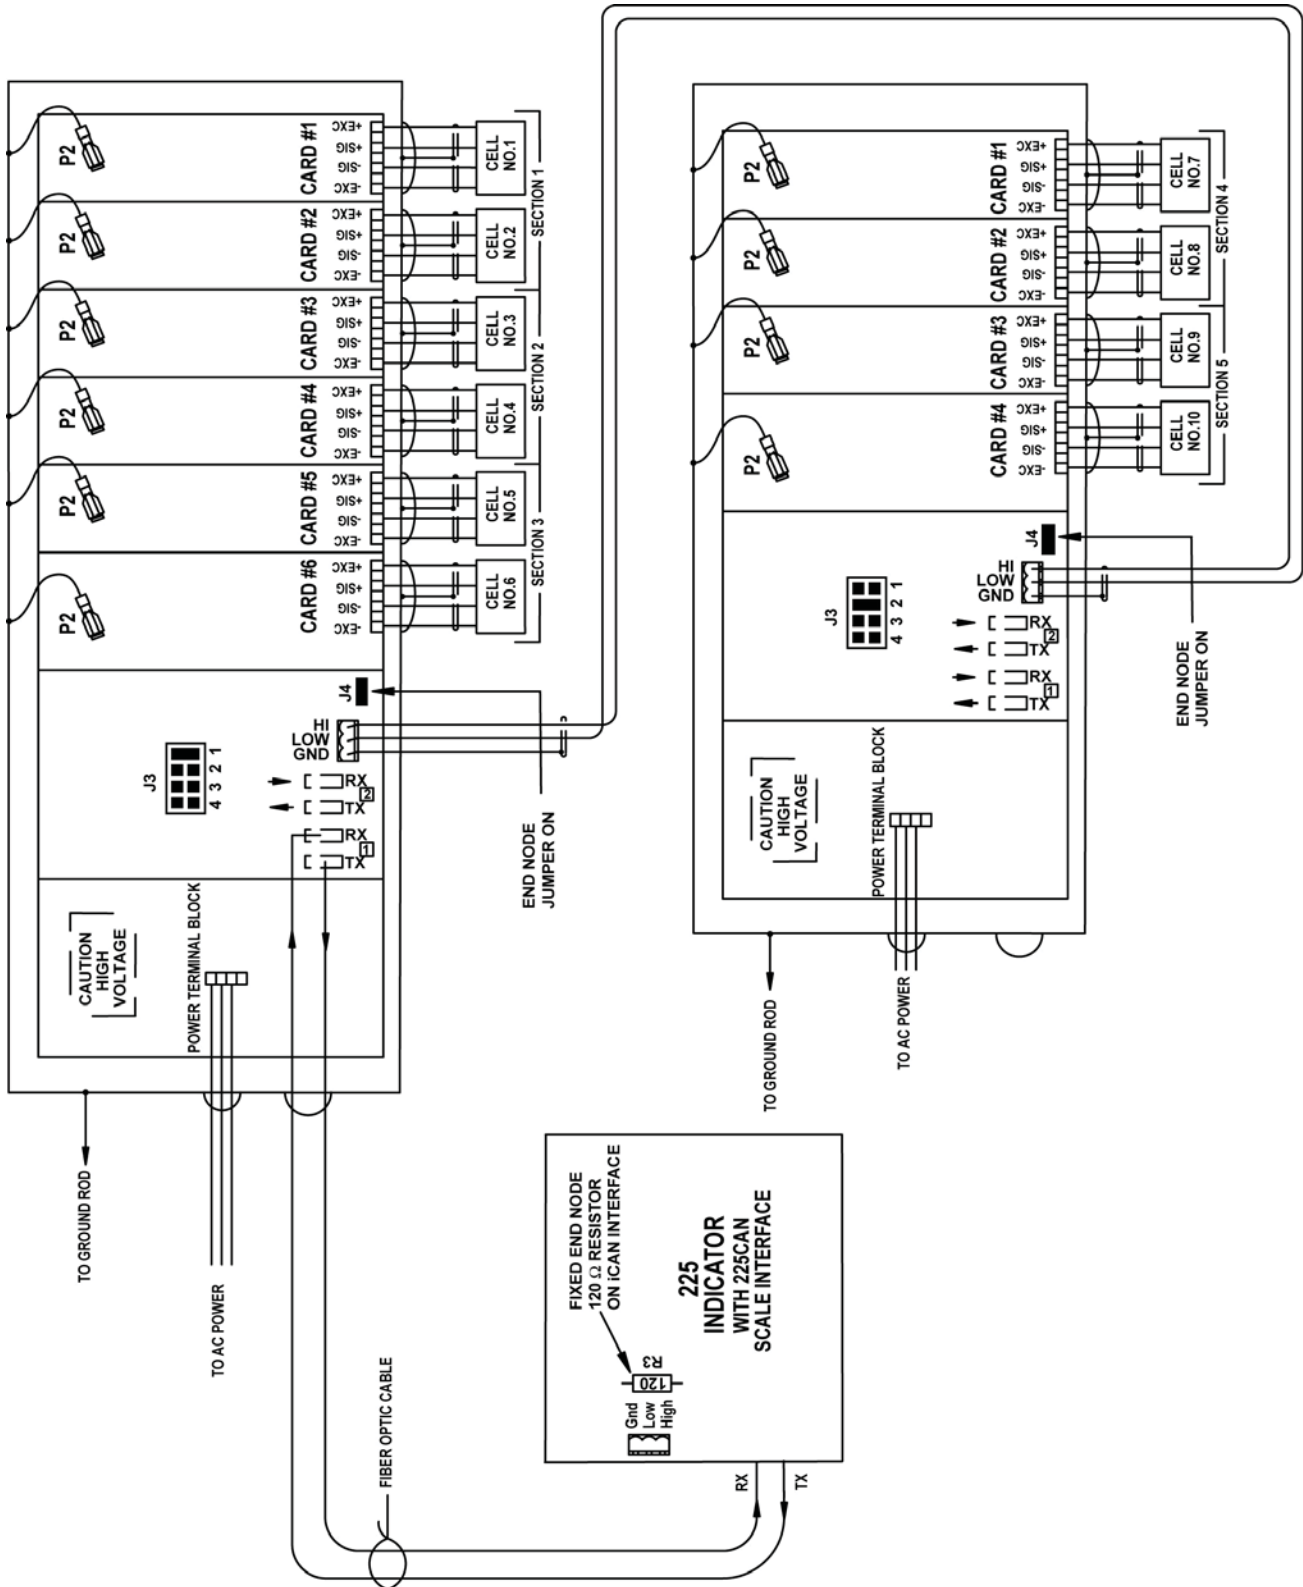 P2
CARD #1
+EXC
+SIG
-SIG
-EXC
CELL
NO.1
SECTION 1
P2
CARD #2
+EXC
+SIG
-SIG
-EXC
CELL
NO.2
P2
CARD #3
+EXC
+SIG
-SIG
-EXC
CELL
NO.3
SECTION 2
P2
CARD #4
+EXC
+SIG
-SIG
-EXC
CELL
NO.4
P2
CARD #5
+EXC
+SIG
-SIG
-EXC
CELL
NO.5
SECTION 3
P2
CARD #6
+EXC
+SIG
-SIG
-EXC
CELL
NO.6
J4
HI
LOW
GND
J3
4 3 2 1
RX
2
TX
RX
1
TX
END NODE
JUMPER ON
CAUTION
HIGH
VOLTAGE
POWER TERMINAL BLOCK
TO GROUND ROD
TO AC POWER
FIBER OPTIC CABLE
P2
CARD #1
+EXC
+SIG
-SIG
-EXC
CELL
NO.7
SECTION 4
P2
CARD #2
+EXC
+SIG
-SIG
-EXC
CELL
NO.8
P2
CARD #3
+EXC
+SIG
-SIG
-EXC
CELL
NO.9
SECTION 5
P2
CARD #4
+EXC
+SIG
-SIG
-EXC
CELL
NO.10
J4
HI
LOW
GND
J3
4 3 2 1
RX
2
TX
RX
1
TX
END NODE
JUMPER ON
CAUTION
HIGH
VOLTAGE
POWER TERMINAL BLOCK
TO GROUND ROD
TO AC POWER
FIXED END NODE
120 Ω RESISTOR
ON iCAN INTERFACE
225
INDICATOR
WITH 225CAN
SCALE INTERFACE
R3
120
Gnd
Low
High
RX
TX